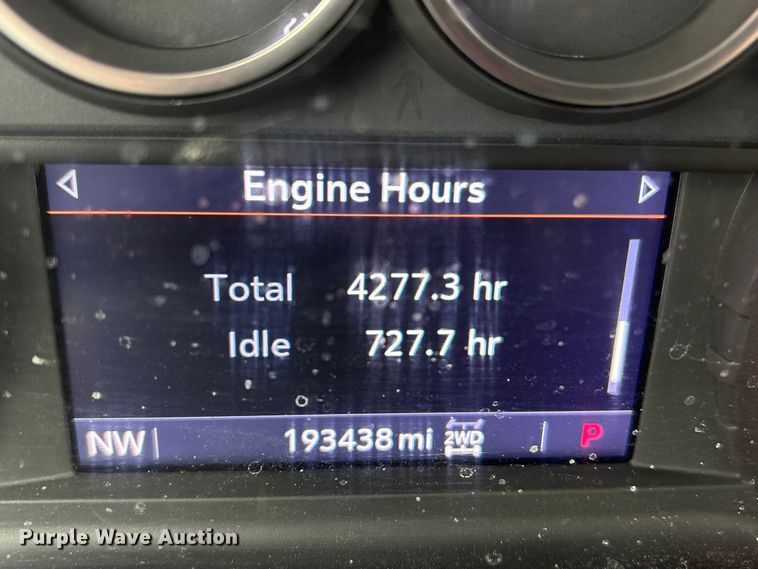 Engine Hours
Total 4277.3 hr
Idle 727.7 hr
NW 193438 mi 2WD P
Purple Wave Auction